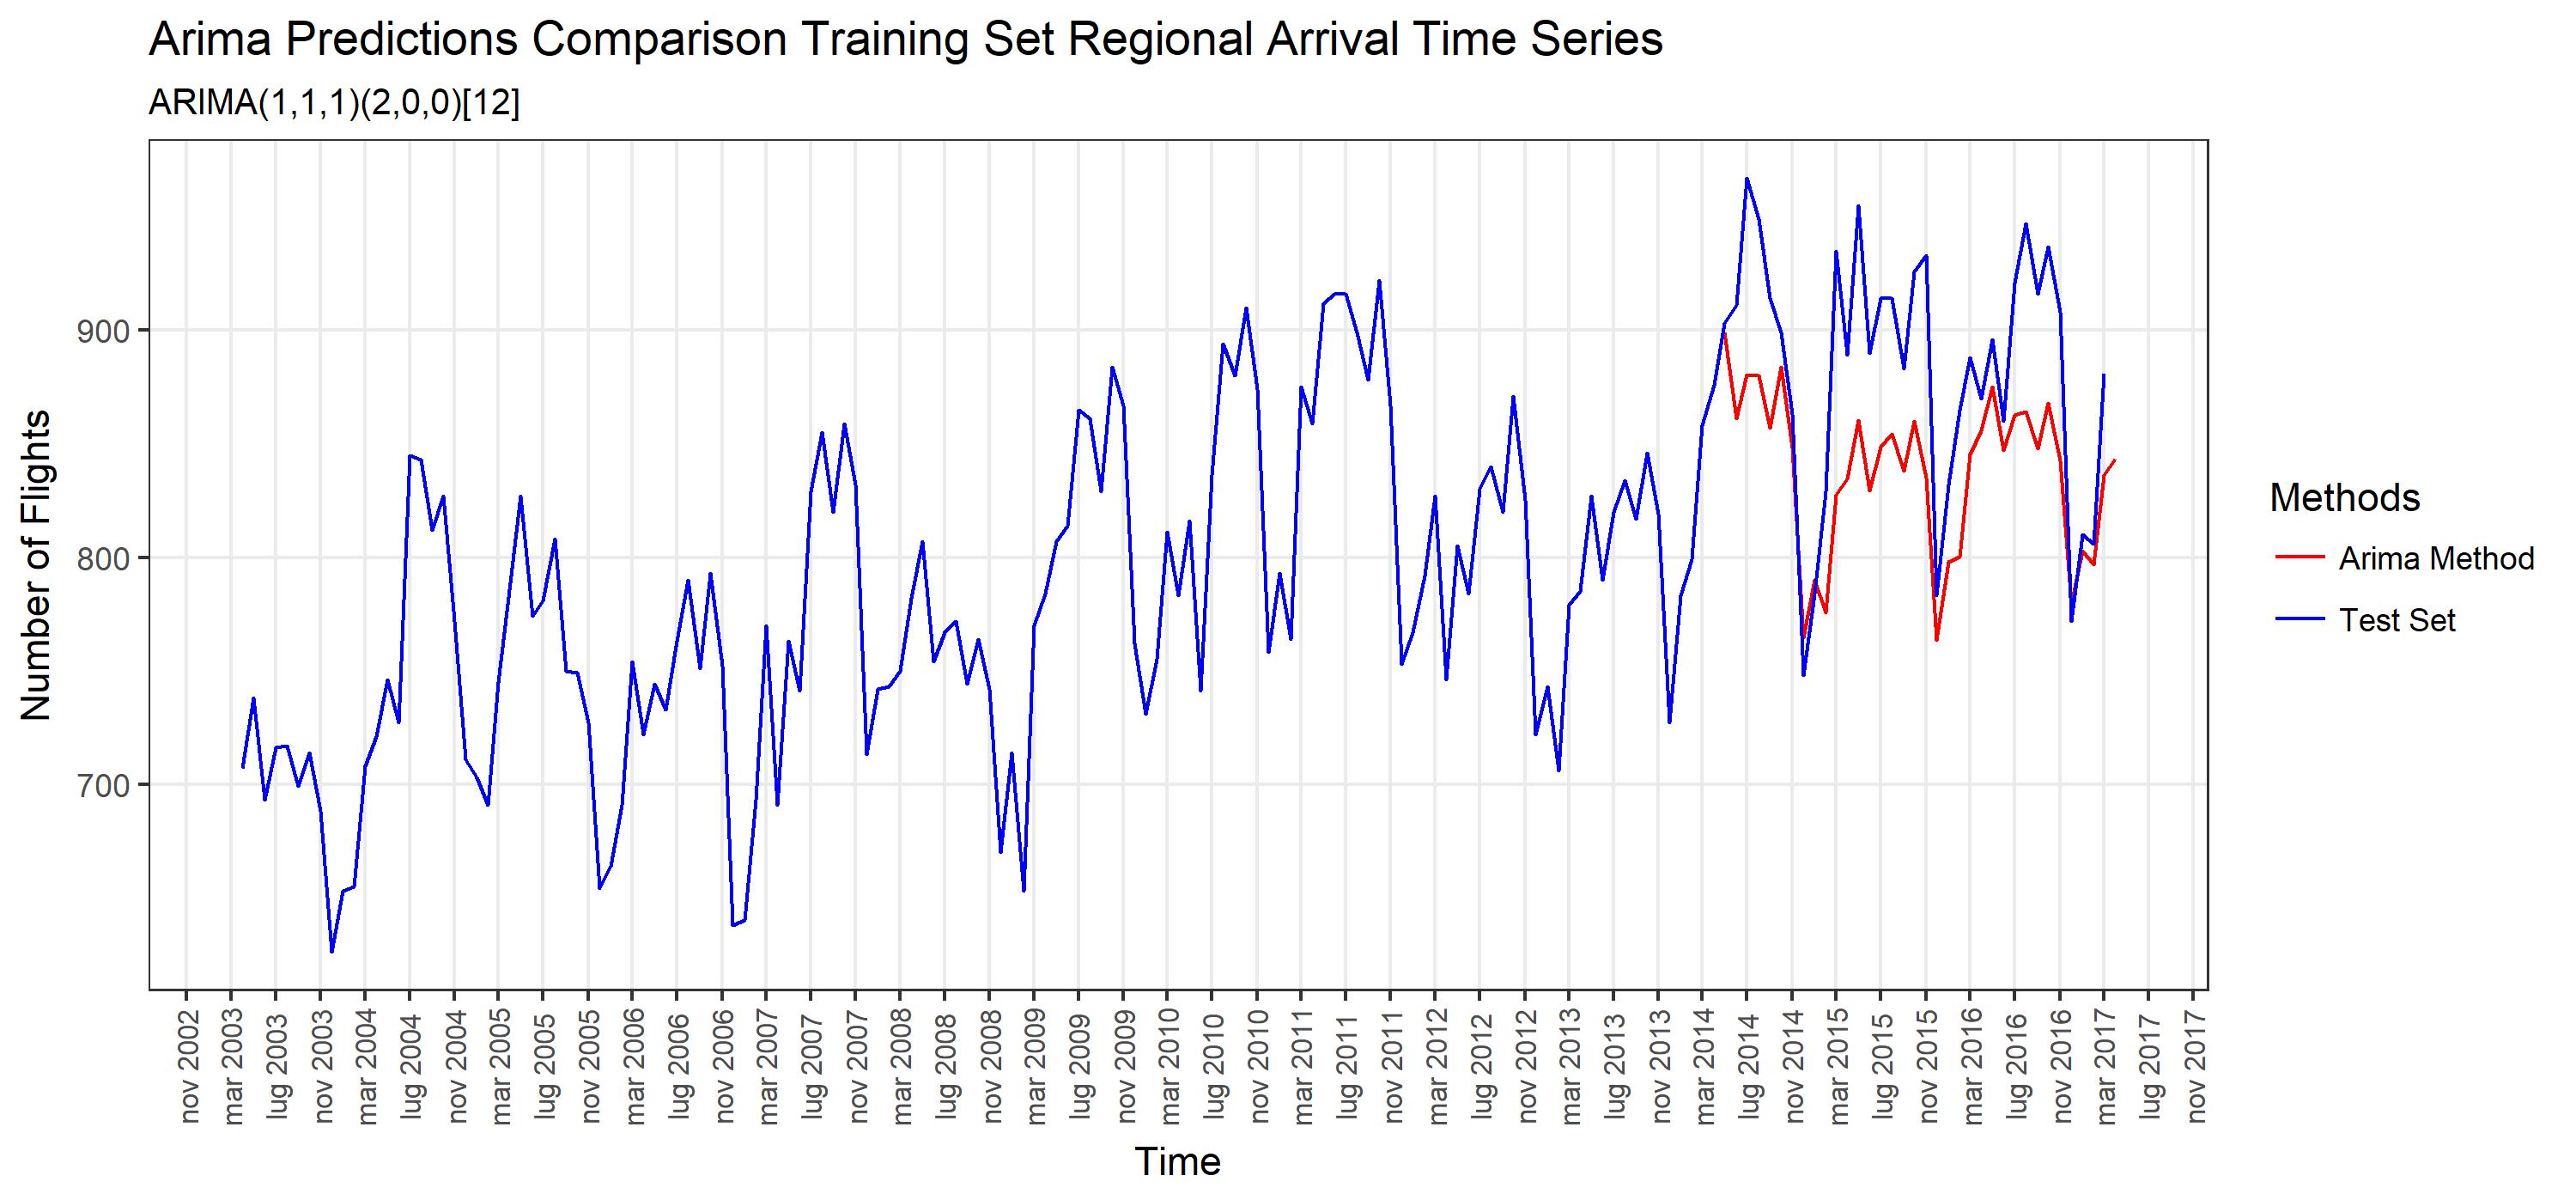 Arima Predictions Comparison Training Set Regional Arrival Time Series
ARIMA(1,1,1)(2,0,0)[12]
Number of Flights
900
800
700
nov 2002
mar 2003
lug 2003
nov 2003
mar 2004
lug 2004
nov 2004
mar 2005
lug 2005
nov 2005
mar 2006
lug 2006
nov 2006
mar 2007
lug 2007
nov 2007
mar 2008
lug 2008
nov 2008
mar 2009
lug 2009
nov 2009
mar 2010
lug 2010
nov 2010
mar 2011
lug 2011
nov 2011
mar 2012
lug 2012
nov 2012
mar 2013
lug 2013
nov 2013
mar 2014
lug 2014
nov 2014
mar 2015
lug 2015
nov 2015
mar 2016
lug 2016
nov 2016
mar 2017
lug 2017
nov 2017
Time
Methods
Arima Method
Test Set